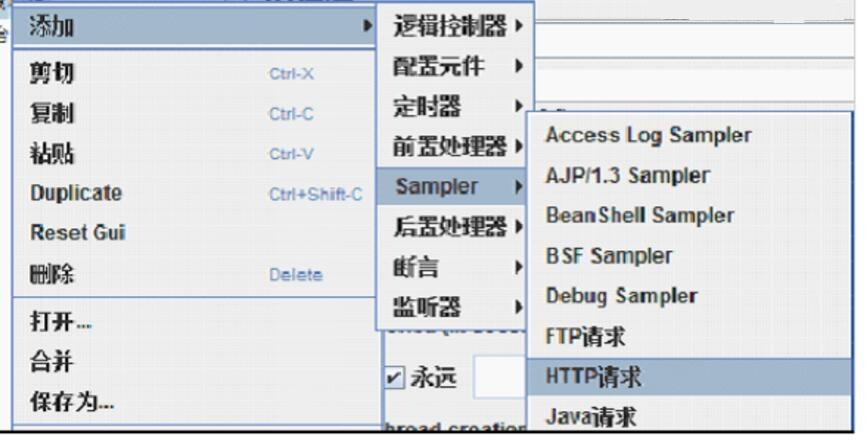 添加
剪切 Ctrl-X
复制 Ctrl-C
粘贴 Ctrl-V
Duplicate Ctrl+Shift-C
Reset Gui
删除 Delete
打开...
合并
保存为...
逻辑控制器
配置元件
定时器
前置处理器
Sampler
后置处理器
断言
监听器
永远
Access Log Sampler
AJP/1.3 Sampler
BeanShell Sampler
BSF Sampler
Debug Sampler
FTP请求
HTTP请求
Java请求